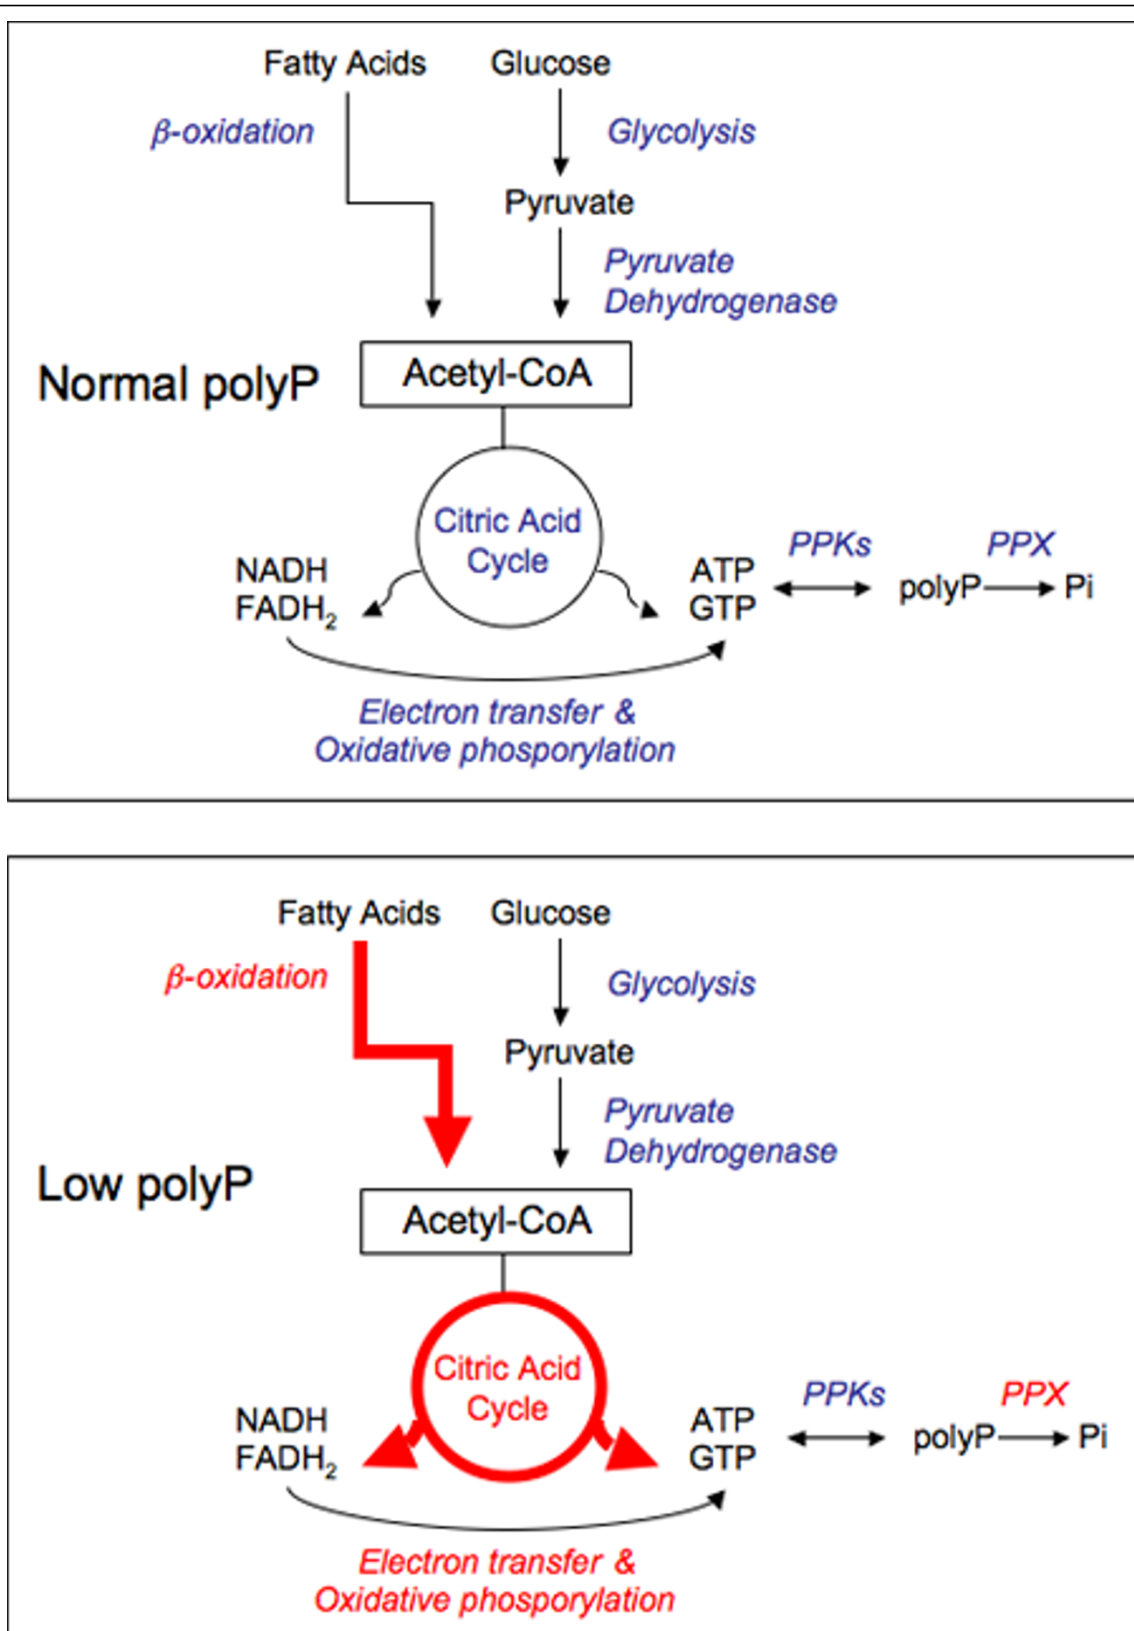 Fatty Acids Glucose
β-oxidation Glycolysis
Pyruvate
Pyruvate
Dehydrogenase
Normal polyP Acetyl-CoA
Citric Acid
Cycle
NADH
FADH₂
ATP
GTP
PPKs PPX
polyP Pi
Electron transfer &
Oxidative phosporylation
Fatty Acids Glucose
β-oxidation Glycolysis
Pyruvate
Pyruvate
Dehydrogenase
Low polyP Acetyl-CoA
Citric Acid
Cycle
NADH
FADH₂
ATP
GTP
PPKs PPX
polyP Pi
Electron transfer &
Oxidative phosporylation